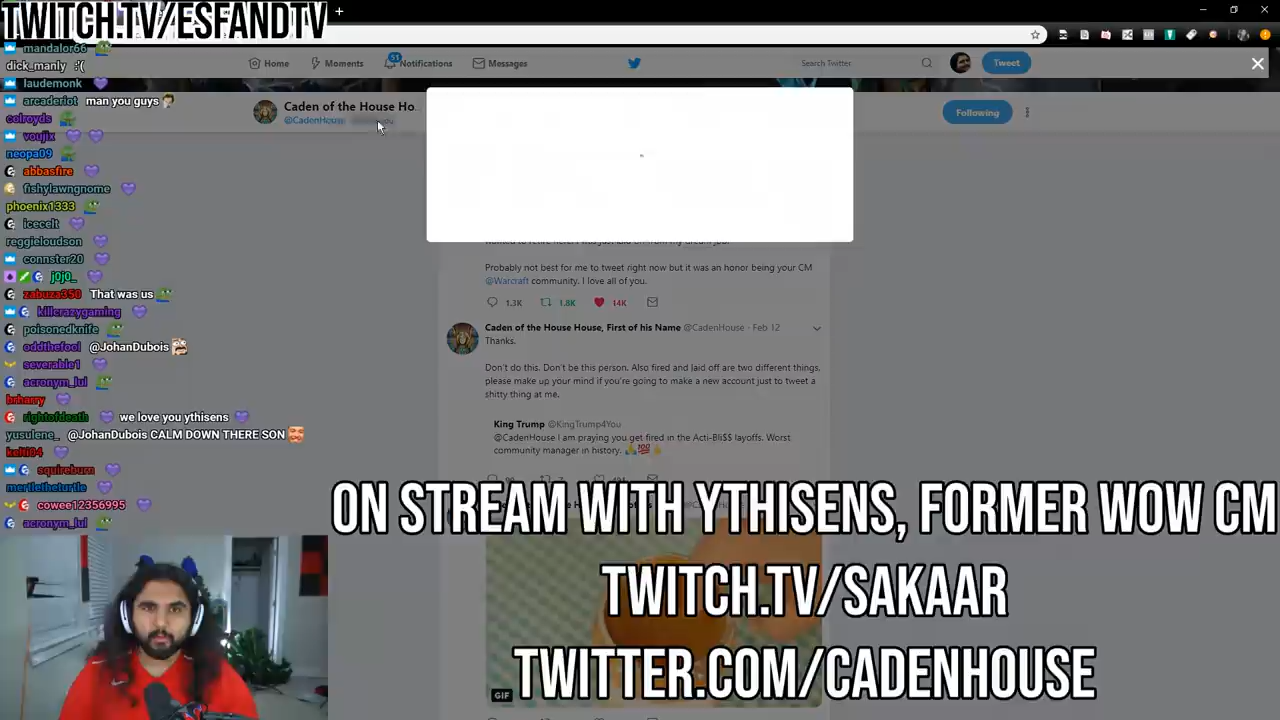 TWITCH.TV/ESFANDTV
mandalor66
dick_manly :'(
laudemonk
arcaderiot man you guys
colroyds
voujix
neopa09
abbasfire
fishylawngnome
phoenix1333
icecelt
reggieloudson
connster20
j0j0_
zabuza350 That was us
killcrazygaming
poisonedknife
oddthefool @JohanDubois
severable1
acronym_lul
brharry
rightofdeath we love you ythisens
yusulene_ @JohanDubois CALM DOWN THERE SON
keiti04
squireburn
mertletheturtle
cowee12356995
acronym_lul
Home
Moments
Notifications
Messages
Search Twitter
Tweet
Caden of the House Ho
@CadenHouse
Following
Probably not best for me to tweet right now but it was an honor being your CM
@Warcraft community. I love all of you.
1.3K 1.8K 14K
Caden of the House House, First of his Name @CadenHouse · Feb 12
Thanks.
Don't do this. Don't be this person. Also fired and laid off are two different things,
please make up your mind if you're going to make a new account just to tweet a
shitty thing at me.
King Trump @KingTrump4You
@CadenHouse I am praying you get fired in the Acti-Bli$$ layoffs. Worst
community manager in history. 🙏💯👌
ON STREAM WITH YTHISENS, FORMER WOW CM
TWITCH.TV/SAKAAR
TWITTER.COM/CADENHOUSE
GIF